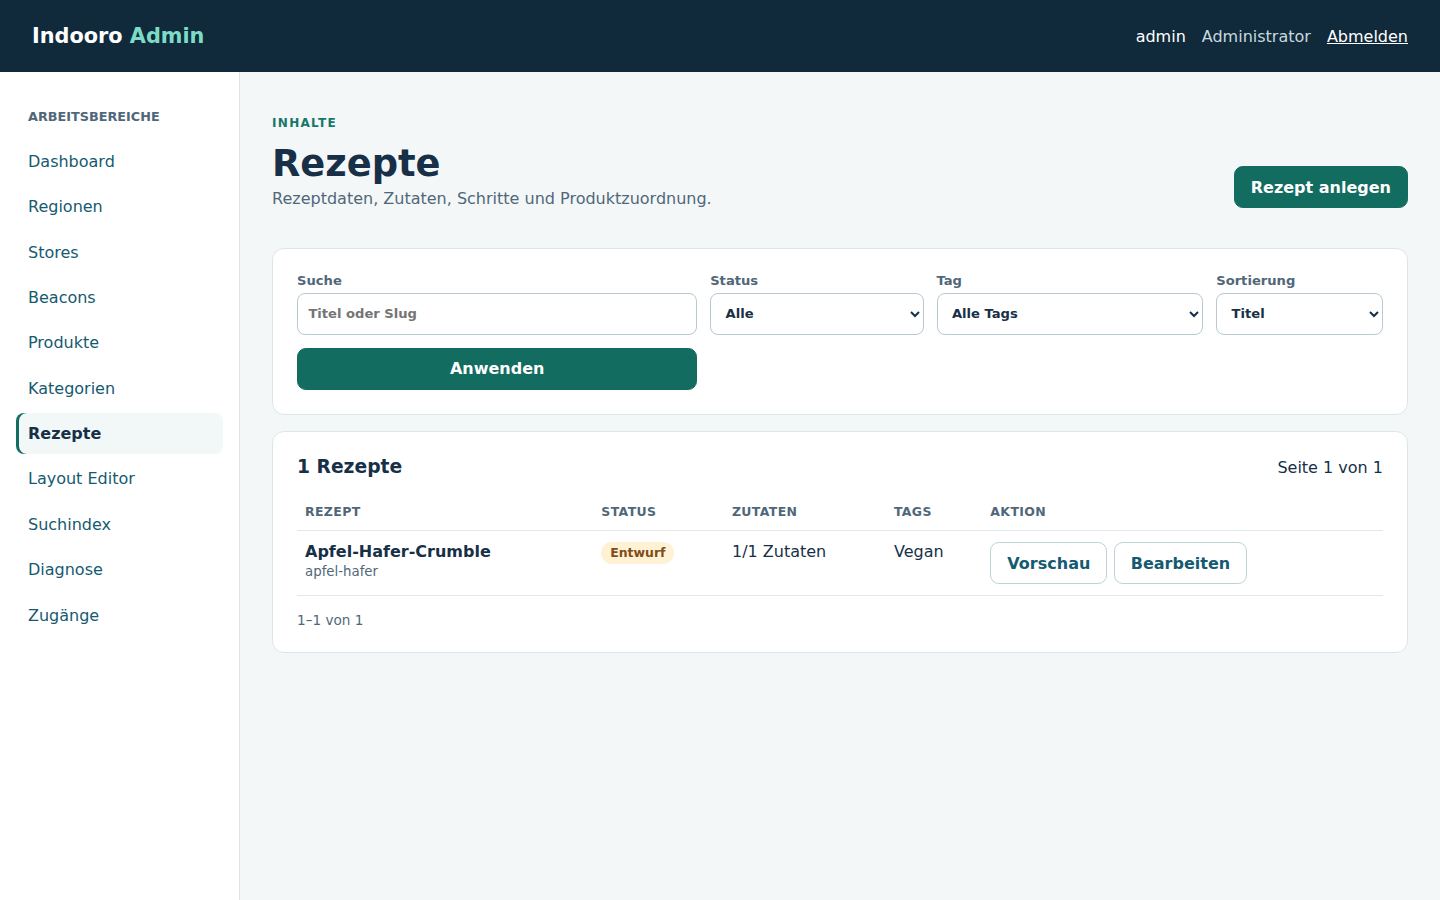 Indooro Admin
admin Administrator Abmelden
ARBEITSBEREICHE
Dashboard
Regionen
Stores
Beacons
Produkte
Kategorien
Rezepte
Layout Editor
Suchindex
Diagnose
Zugänge
INHALTE
Rezepte
Rezeptdaten, Zutaten, Schritte und Produktzuordnung.
Rezept anlegen
Suche Status Tag Sortierung
Titel oder Slug Alle Alle Tags Titel
Anwenden
1 Rezepte Seite 1 von 1
REZEPT STATUS ZUTATEN TAGS AKTION
Apfel-Hafer-Crumble Entwurf 1/1 Zutaten Vegan Vorschau Bearbeiten
apfel-hafer
1–1 von 1